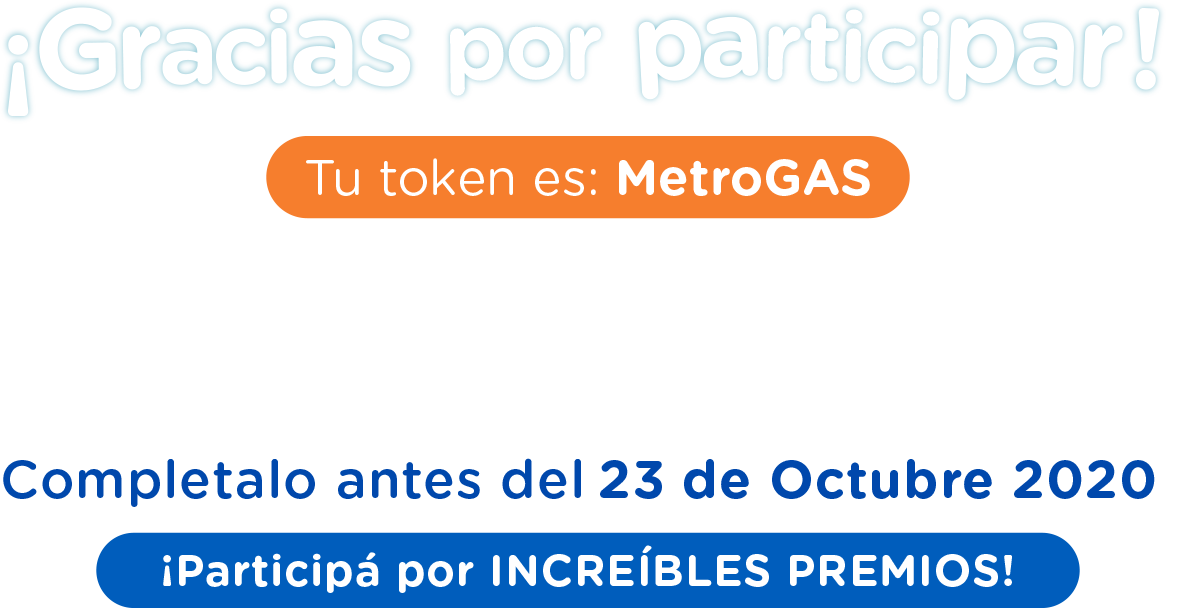 ¡Gracias por participar!
Tu token es: MetroGAS
Completalo antes del 23 de Octubre 2020
¡Participá por INCREÍBLES PREMIOS!